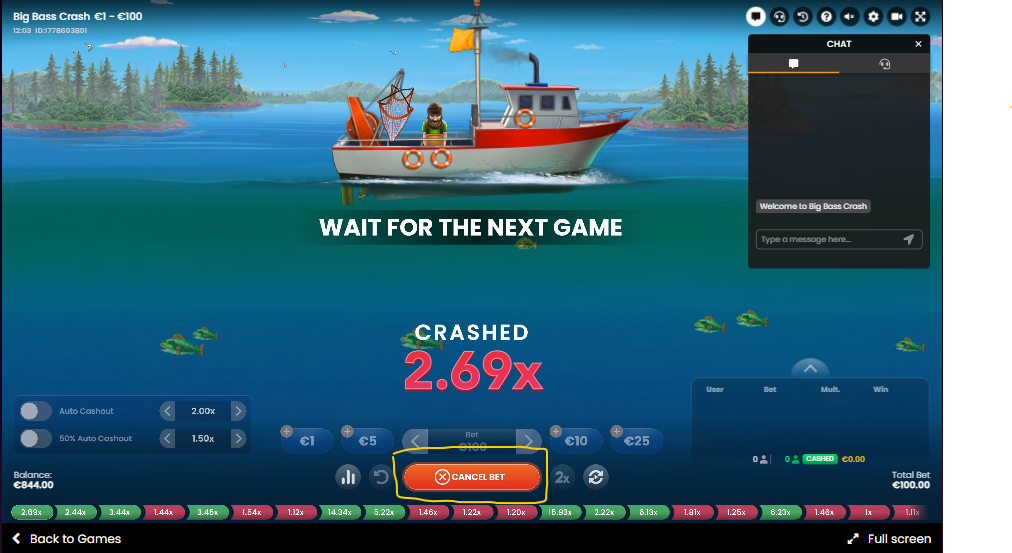 Big Bass Crash €1 - €100
12:03 ID:1778603801
CHAT
Welcome to Big Bass Crash
Type a message here...
WAIT FOR THE NEXT GAME
CRASHED
2.69x
Auto Cashout
2.00x
50% Auto Cashout
1.50x
€1
€5
Bet
€100
€10
€25
User Bet Mult. Win
0
0 CASHED €0.00
Balance:
€844.00
CANCEL BET
2x
Total Bet
€100.00
2.69x 2.44x 3.44x 1.44x 3.45x 1.54x 1.12x 14.34x 5.22x 1.46x 1.22x 1.20x 15.93x 2.22x 8.13x 1.81x 1.25x 6.23x 1.46x 1x 1.11x
Back to Games
Full screen